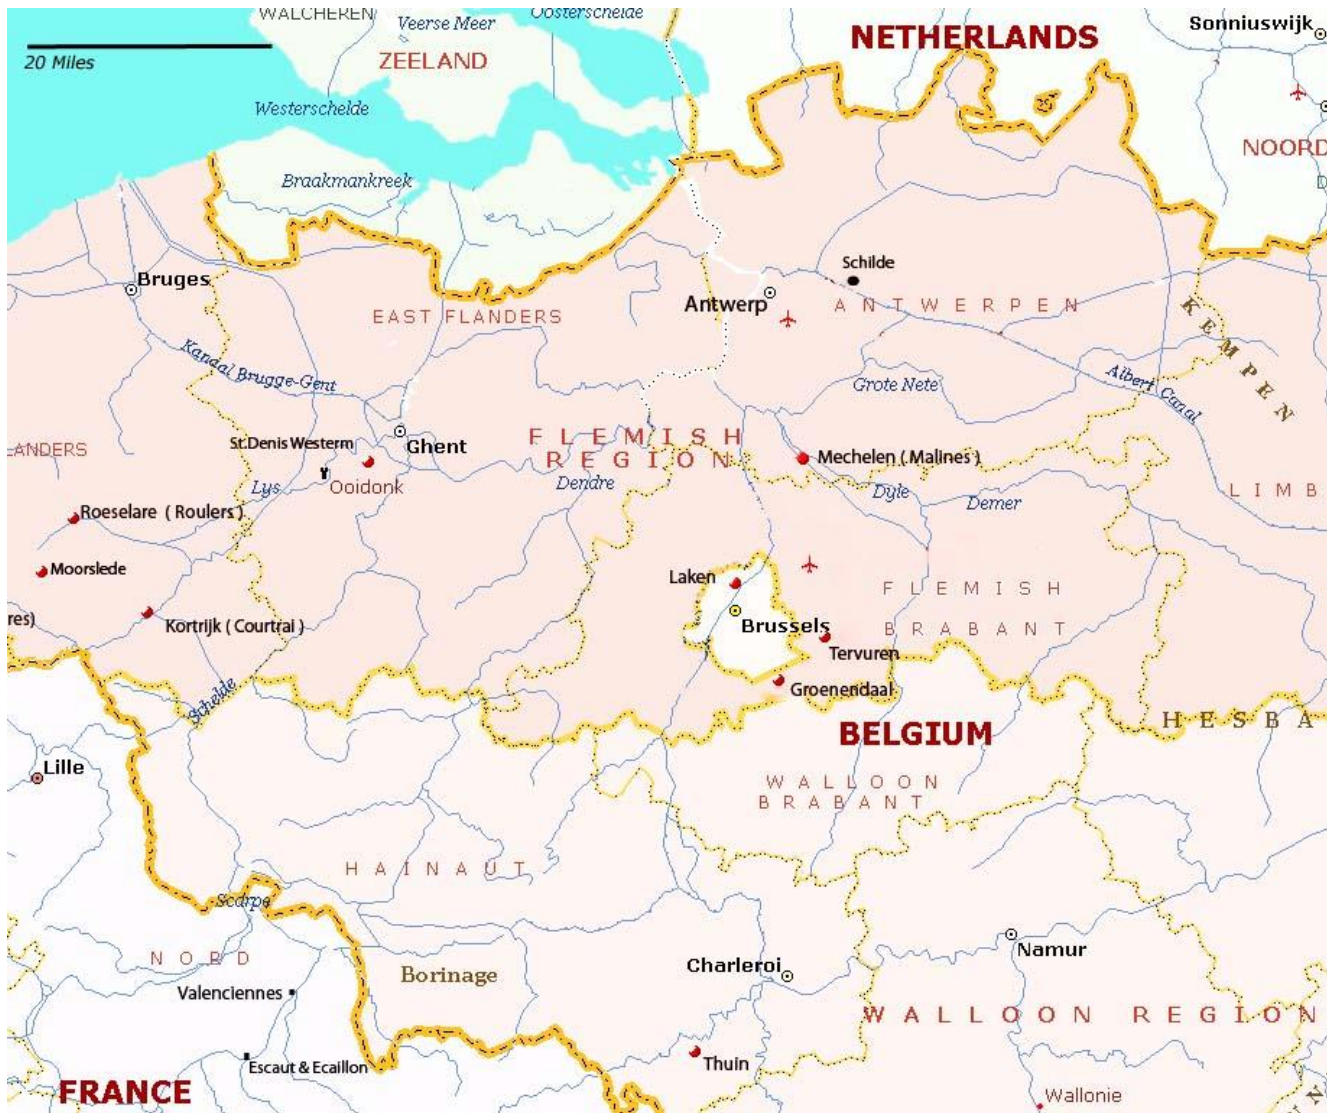 WALCHEREN
Veerse Meer
Oosterschelde
NETHERLANDS
Sonniuswijk
20 Miles
ZEELAND
Westerschelde
NOORD
Braakmankreek
D
Bruges
Schilde
Antwerp
ANTWERPEN
EAST FLANDERS
KEMPEN
Kandal Brugge-Gent
Grote Nete
Albert Canal
LANDERS
St.Denis Westerm
Ghent
FLEMISH
REGION
Mechelen ( Malines )
Lys
Ooidonk
Dendre
Dyle
Demer
LIMB
Roeselare ( Roulers )
Moorslede
Laken
FLEMISH
BRABANT
res)
Kortrijk ( Courtrai )
Brussels
Tervuren
Groenendaal
Schelde
BELGIUM
HESBA
Lille
WALLOON
BRABANT
HAINAUT
Scarpe
NORD
Borinage
Charleroi
Namur
Valenciennes
WALLOON REGION
Escaut & Ecaillon
Thuin
FRANCE
Wallonie